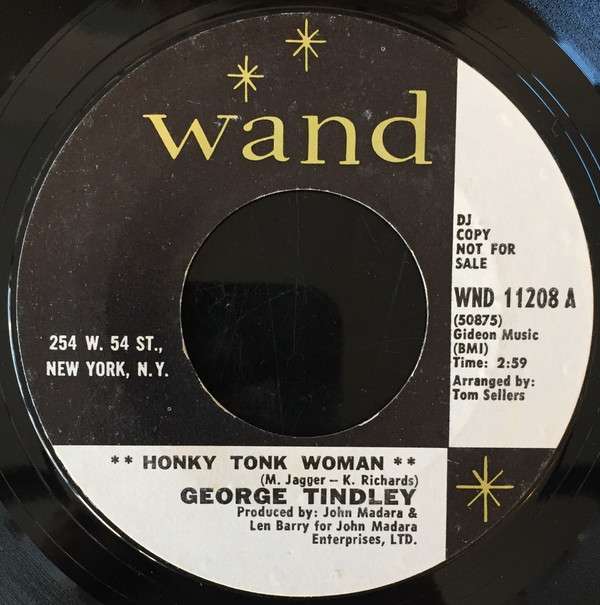 wand
DJ
COPY
NOT FOR
SALE
WND 11208 A
(50875)
Gideon Music
(BMI)
Time: 2:59
Arranged by:
Tom Sellers
254 W. 54 ST.,
NEW YORK, N.Y.
** HONKY TONK WOMAN **
(M. Jagger – K. Richards)
GEORGE TINDLEY
Produced by: John Madara &
Len Barry for John Madara
Enterprises, LTD.